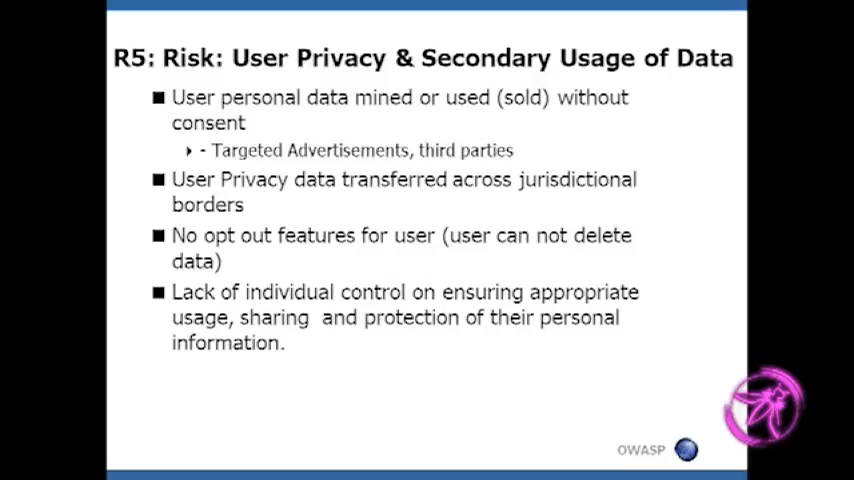 R5: Risk: User Privacy & Secondary Usage of Data
■ User personal data mined or used (sold) without
consent
‣ - Targeted Advertisements, third parties
■ User Privacy data transferred across jurisdictional
borders
■ No opt out features for user (user can not delete
data)
■ Lack of individual control on ensuring appropriate
usage, sharing and protection of their personal
information.
OWASP